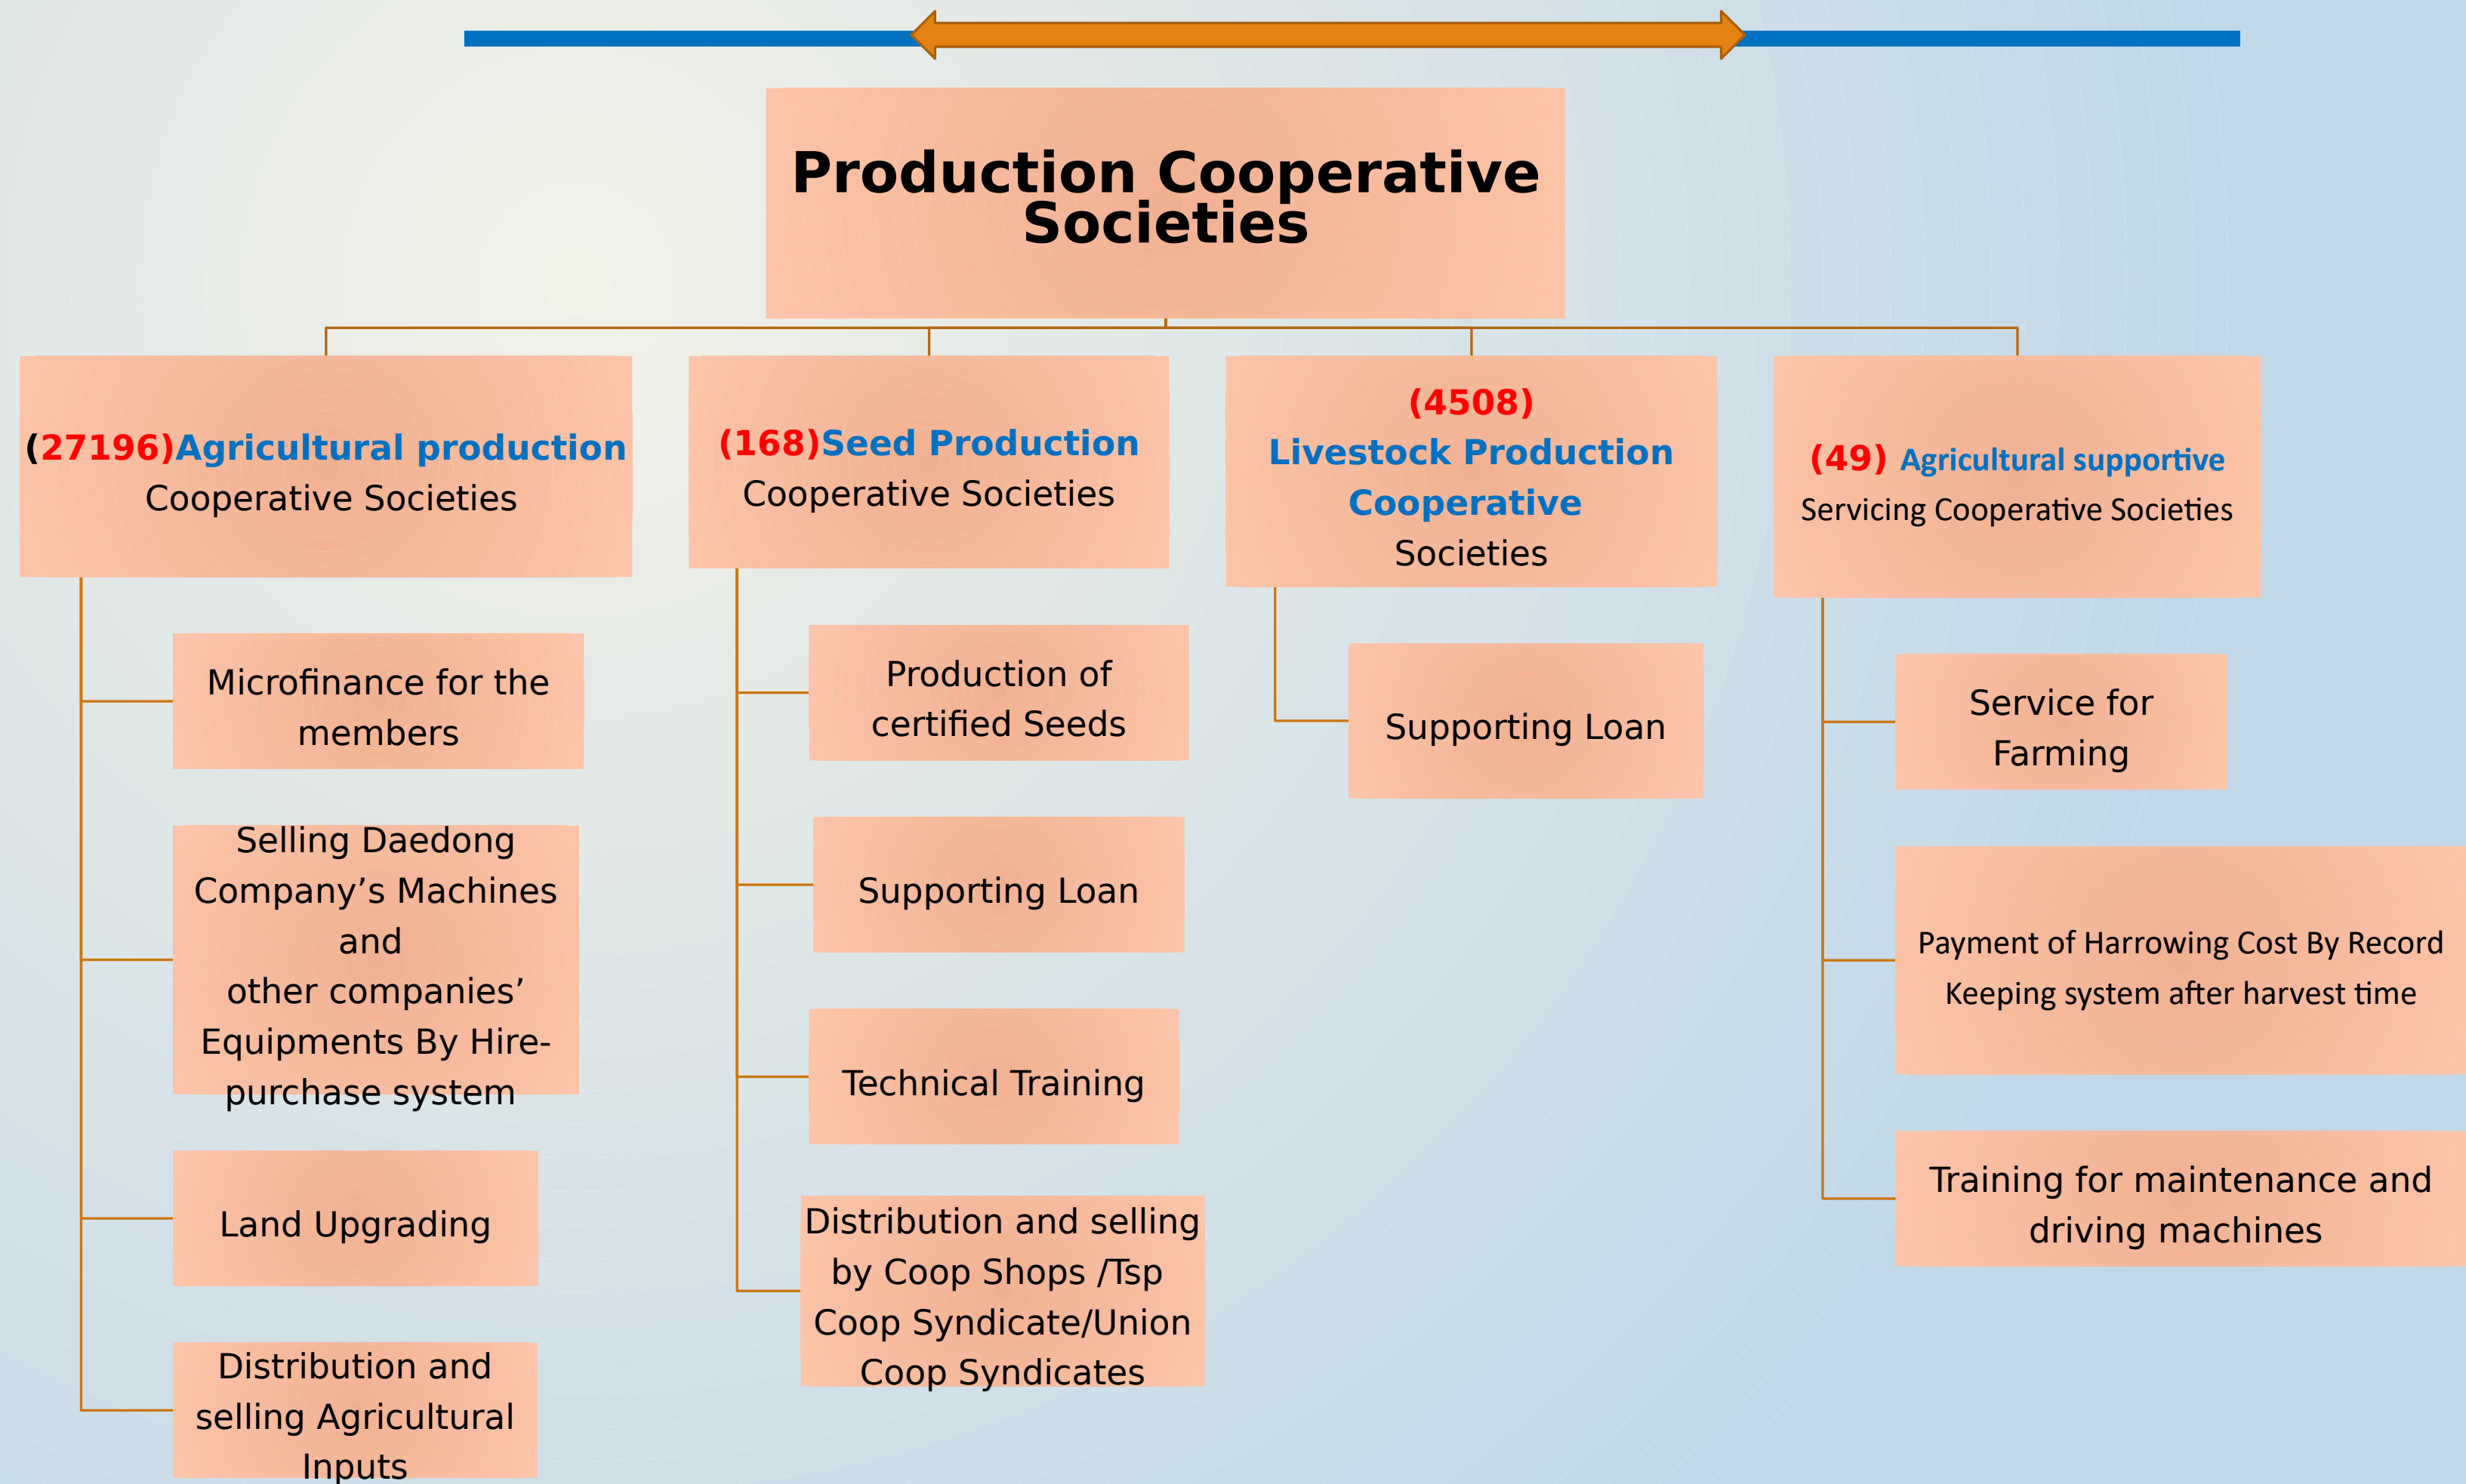 Production Cooperative
Societies
(27196)Agricultural production
Cooperative Societies
Microfinance for the
members
Selling Daedong
Company’s Machines
and
other companies’
Equipments By Hire-
purchase system
Land Upgrading
Distribution and
selling Agricultural
Inputs
(168)Seed Production
Cooperative Societies
Production of
certified Seeds
Supporting Loan
Technical Training
Distribution and selling
by Coop Shops /Tsp
Coop Syndicate/Union
Coop Syndicates
(4508)
Livestock Production
Cooperative
Societies
Supporting Loan
(49) Agricultural supportive
Servicing Cooperative Societies
Service for
Farming
Payment of Harrowing Cost By Record
Keeping system after harvest time
Training for maintenance and
driving machines